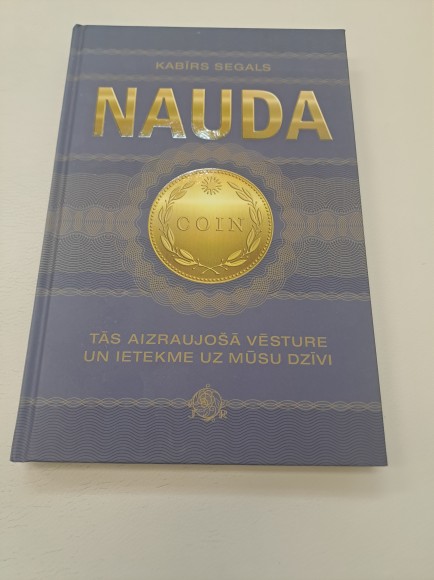 KABĪRS SEGALS
NAUDA
COIN
TĀS AIZRAUJOŠĀ VĒSTURE
UN IETEKME UZ MŪSU DZĪVI
J R